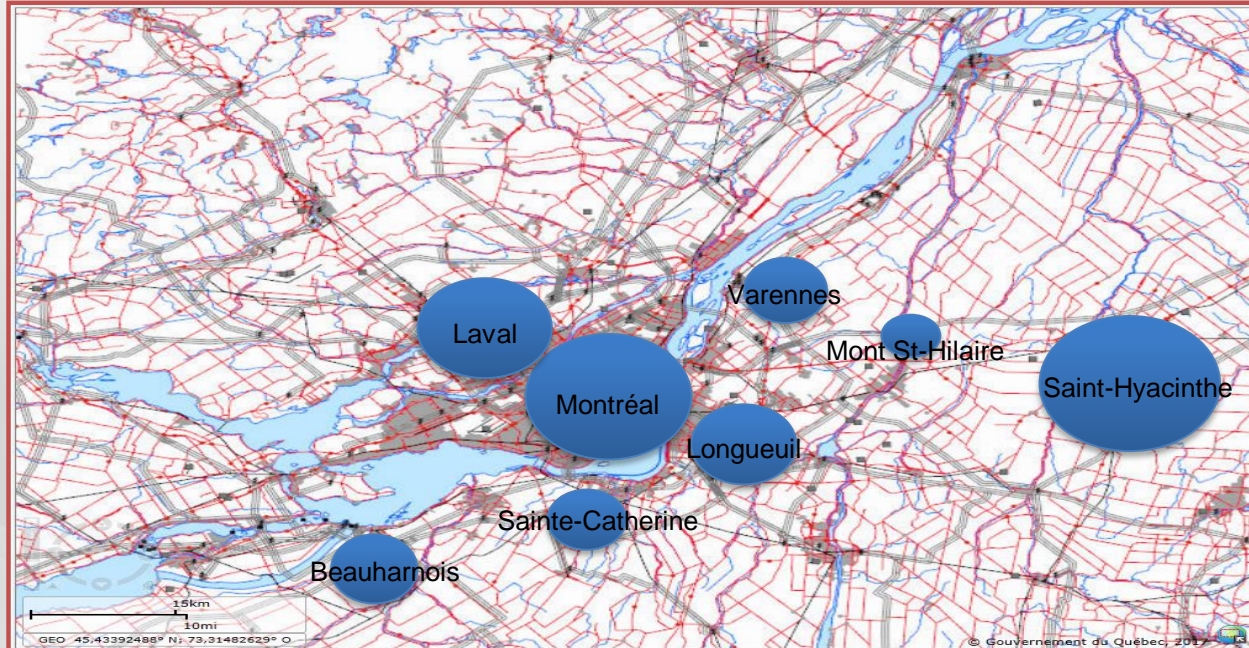 Varennes
Laval
Mont St-Hilaire
Saint-Hyacinthe
Montréal
Longueuil
Sainte-Catherine
Beauharnois
15km
10mi
GEO 45,43392488° N; 73,31482629° O
© Gouvernement du Québec, 2017